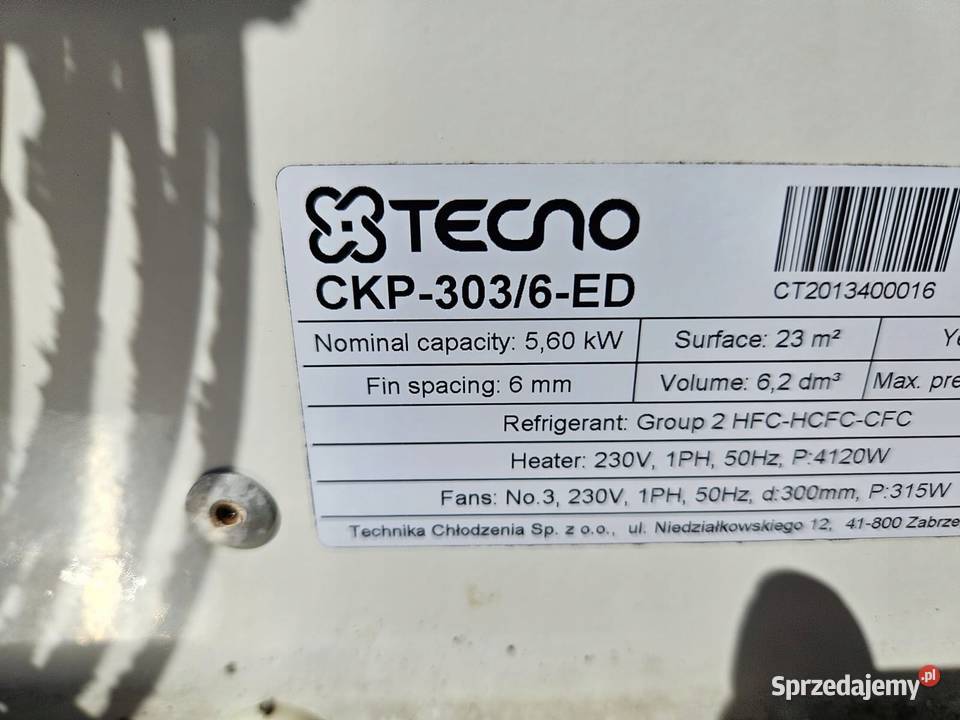 TECNO
CKP-303/6-ED
CT2013400016
Nominal capacity: 5,60 kW Surface: 23 m²
Fin spacing: 6 mm Volume: 6,2 dm³ Max.
Refrigerant: Group 2 HFC-HCFC-CFC
Heater: 230V, 1PH, 50Hz, P:4120W
Fans: No.3, 230V, 1PH, 50Hz, d:300mm, P:315W
Technika Chłodzenia Sp. z o.o., ul. Niedziałkowskiego 12, 41-800 Zabrze
Sprzedajemy.pl